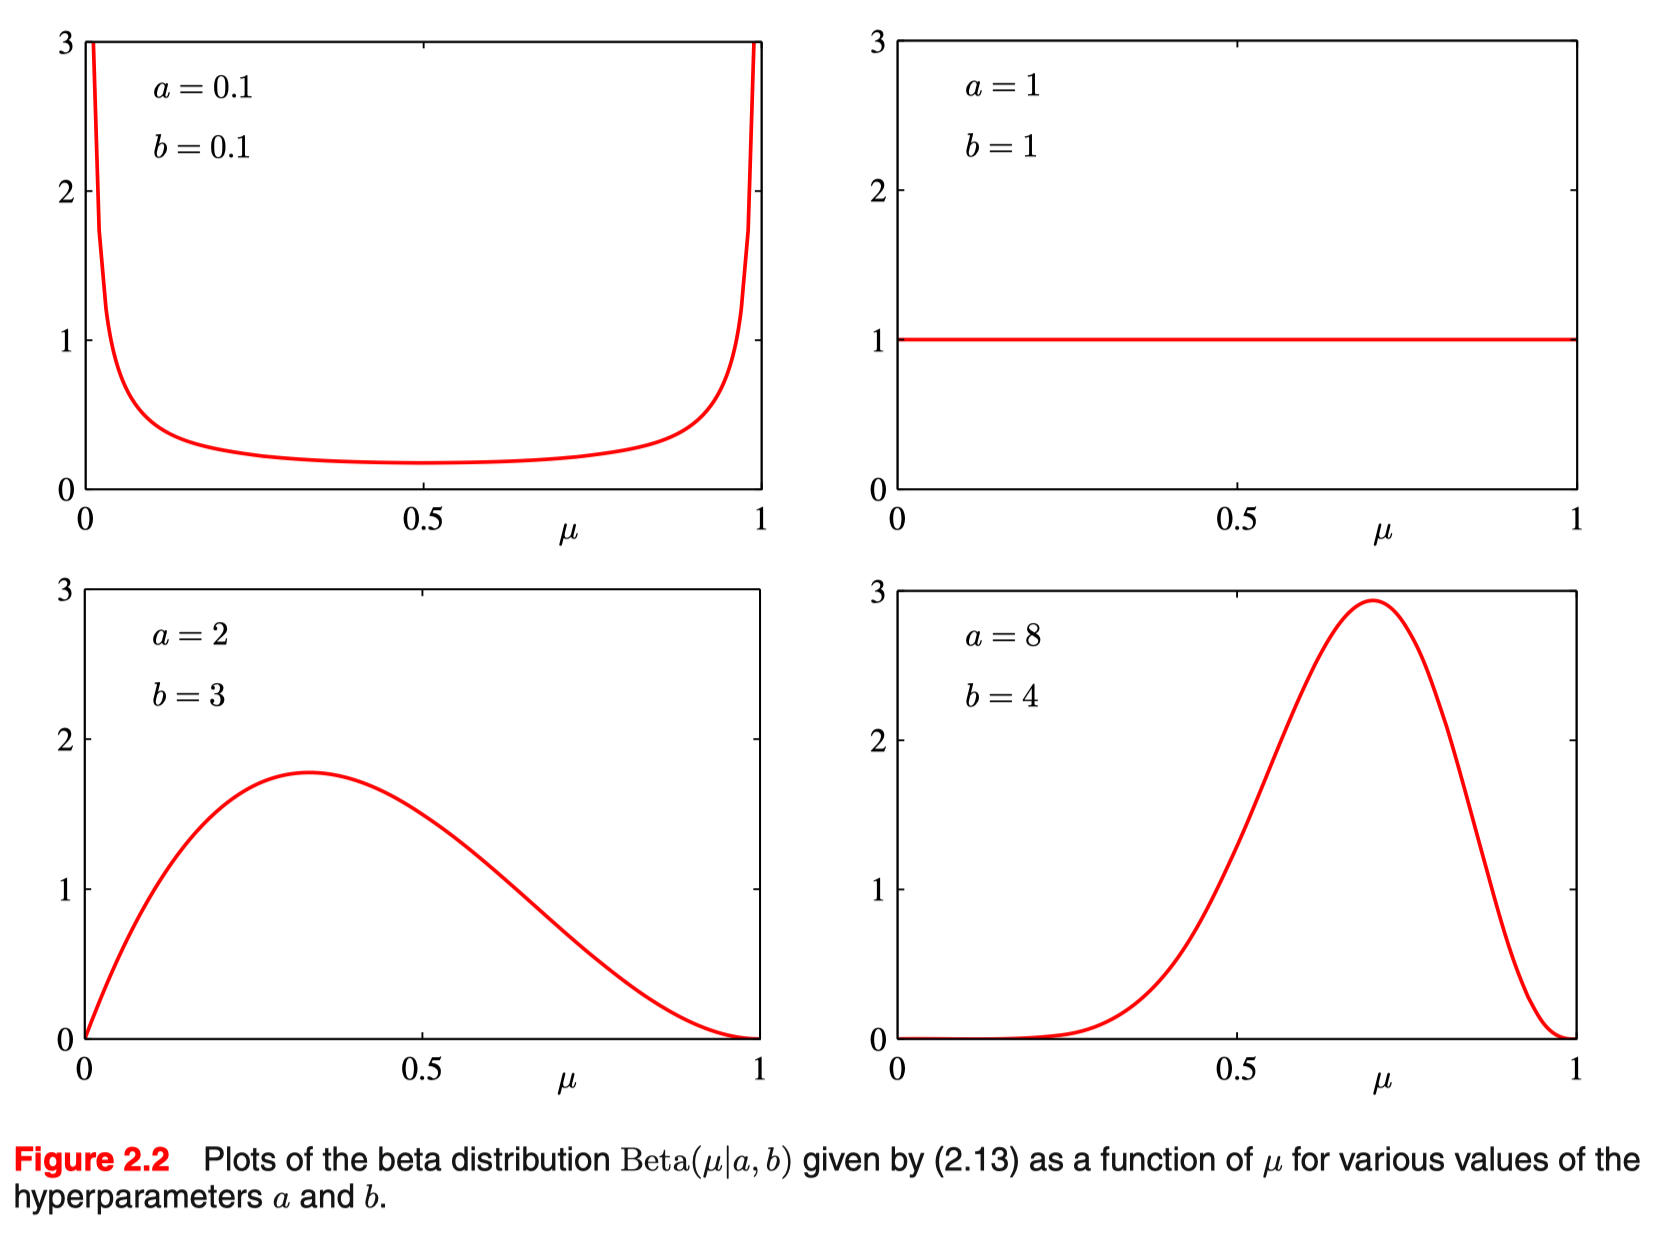 3
2
1
0
a = 0.1
b = 0.1
0 0.5 μ 1
3
2
1
0
a = 1
b = 1
0 0.5 μ 1
3
2
1
0
a = 2
b = 3
0 0.5 μ 1
3
2
1
0
a = 8
b = 4
0 0.5 μ 1
Figure 2.2 Plots of the beta distribution Beta(μ|a, b) given by (2.13) as a function of μ for various values of the
hyperparameters a and b.